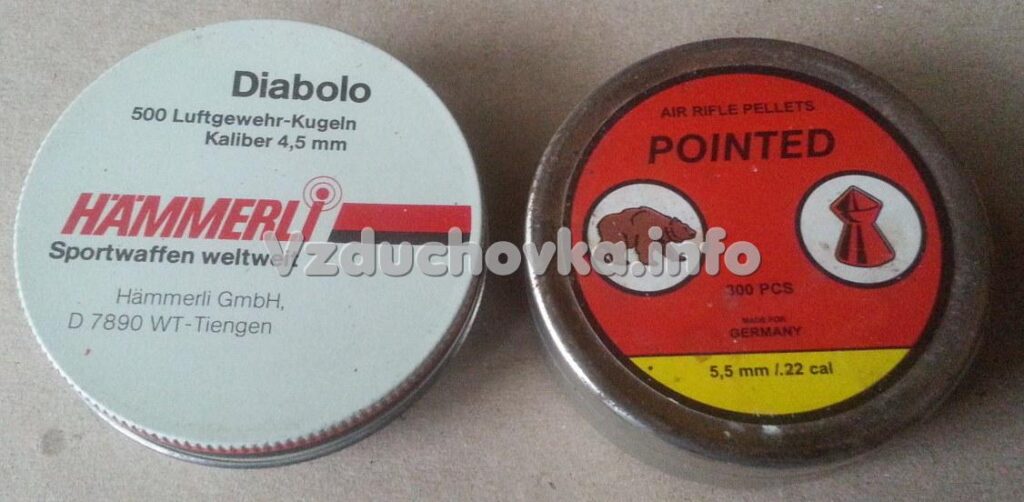 Diabolo
500 Luftgewehr-Kugeln
Kaliber 4,5 mm
HÄMMERLI
Sportwaffen weltweit
Hämmerli GmbH,
D 7890 WT-Tiengen
AIR RIFLE PELLETS
POINTED
300 PCS
MADE FOR
GERMANY
5,5 mm /.22 cal
Vzduchovka.info